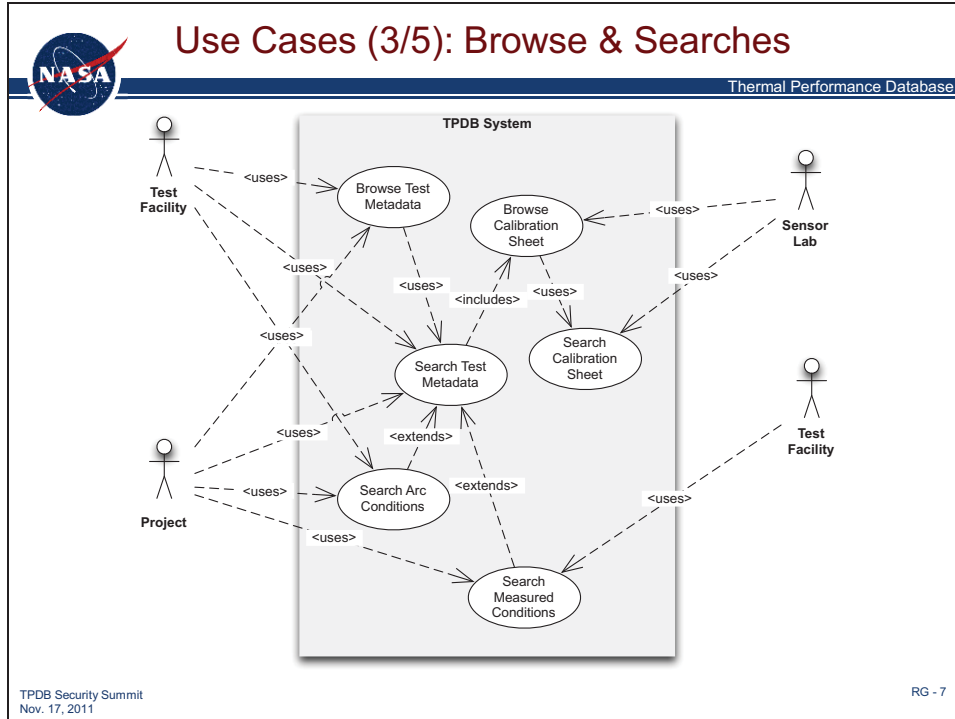 Use Cases (3/5): Browse & Searches
NASA
Thermal Performance Database
TPDB System
Test
Facility
<uses>
Browse Test
Metadata
Browse
Calibration
Sheet
<uses>
Sensor
Lab
<uses>
<uses>
<includes>
<uses>
<uses>
<uses>
Search Test
Metadata
Search
Calibration
Sheet
Test
Facility
<uses>
<extends>
Project
<uses>
Search Arc
Conditions
<extends>
<uses>
<uses>
Search
Measured
Conditions
TPDB Security Summit
Nov. 17, 2011
RG - 7